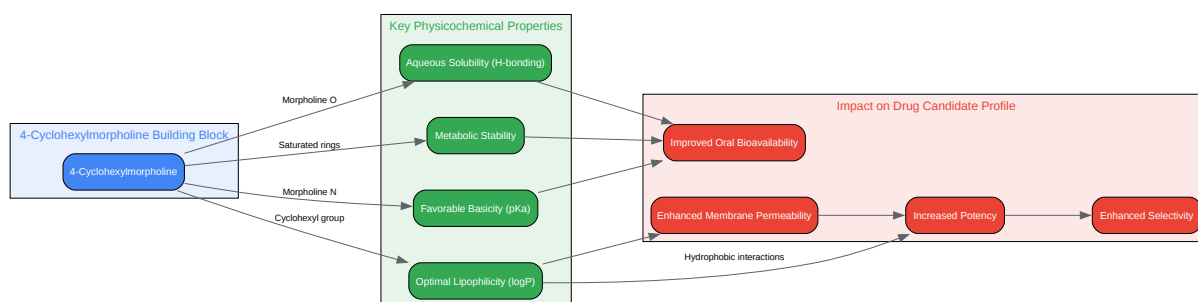 Key Physicochemical Properties
Aqueous Solubility (H-bonding)
Morpholine O
Impact on Drug Candidate Profile
4-Cyclohexylmorpholine Building Block
4-Cyclohexylmorpholine
Saturated rings
Metabolic Stability
Improved Oral Bioavailability
Morpholine N
Favorable Basicity (pKa)
Cyclohexyl group
Enhanced Membrane Permeability
Increased Potency
Enhanced Selectivity
Hydrophobic interactions
Optimal Lipophilicity (logP)